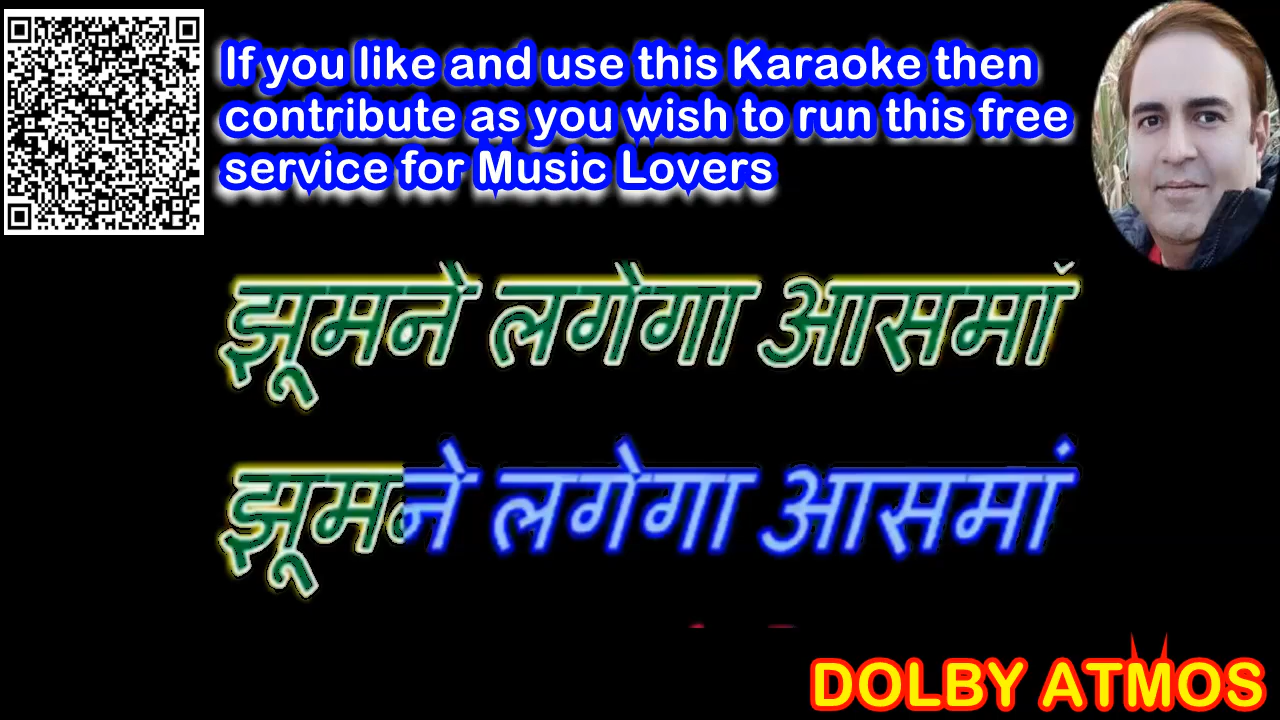 If you like and use this Karaoke then
contribute as you wish to run this free
service for Music Lovers
झूमने लगेगा आसमां
झूमने लगेगा आसमां
DOLBY ATMOS